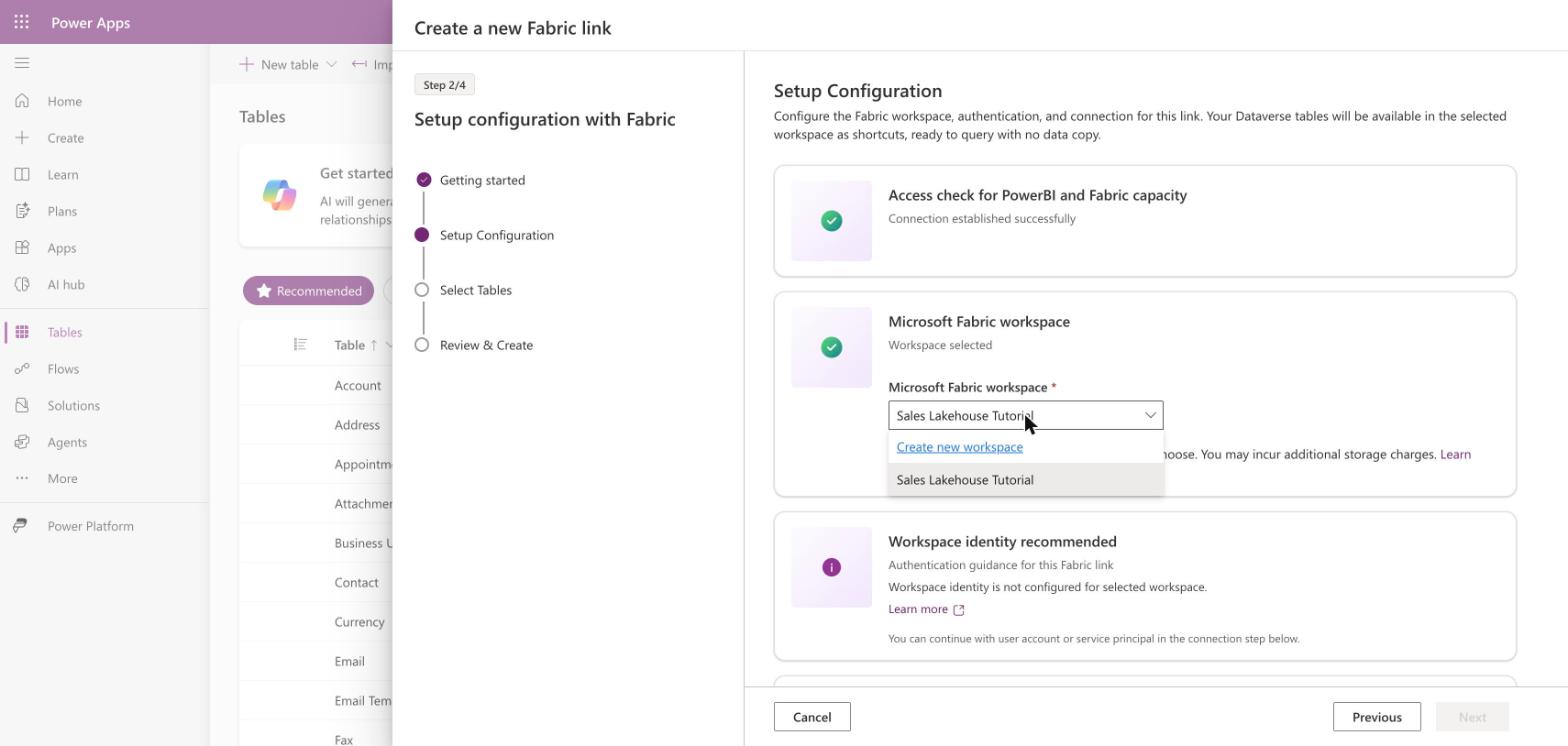 Power Apps
Home
Create
Learn
Plans
Apps
AI hub
Tables
Flows
Solutions
Agents
More
Power Platform
New table
Tables
Get started
AI will
relationships
Recommended
Table
Account
Address
Business
Contact
Currency
Email
Email
Fax
Create a new Fabric link
Step 2/4
Setup configuration with Fabric
Getting started
Setup Configuration
Select Tables
Review & Create
Setup Configuration
Configure the Fabric workspace, authentication, and connection for this link. Your Dataverse tables will be available in the selected
workspace as shortcuts, ready to query with no data copy.
Access check for PowerBI and Fabric capacity
Connection established successfully
Microsoft Fabric workspace
Workspace selected
Microsoft Fabric workspace *
Sales Lakehouse Tutorial
Create new workspace
You may incur additional storage charges. Learn
Sales Lakehouse Tutorial
Workspace identity recommended
Authentication guidance for this Fabric link
Workspace identity is not configured for selected workspace.
Learn more
You can continue with user account or service principal in the connection step below.
Cancel
Previous
Next